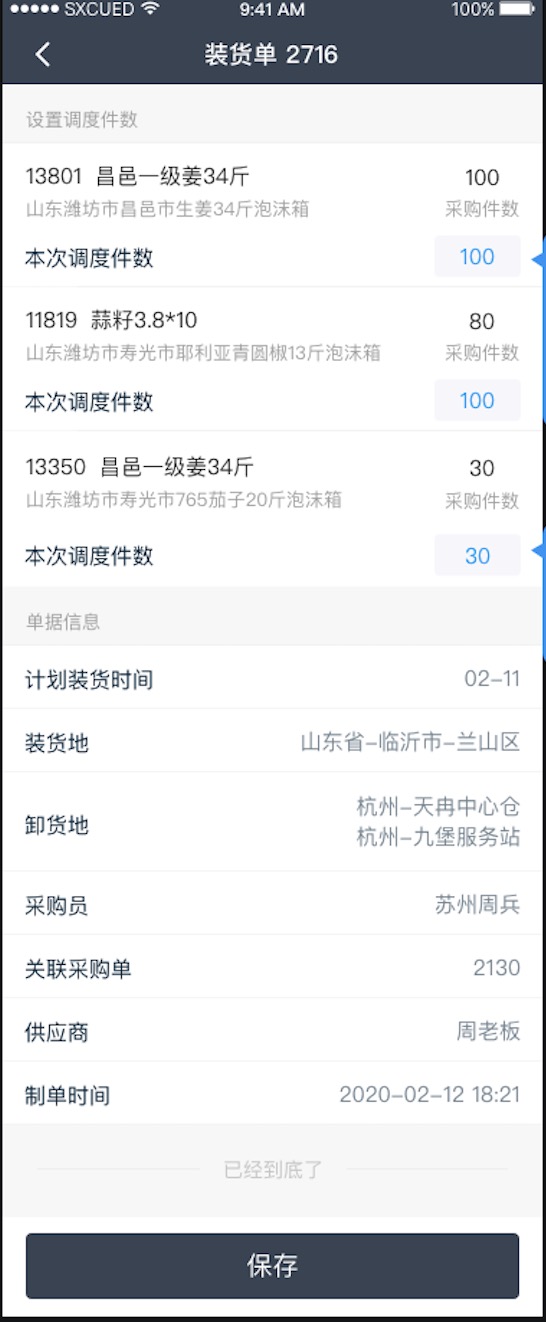 ●●●●● SXCUED 9:41 AM 100%
装货单 2716
设置调度件数
13801 昌邑一级姜34斤 100
山东潍坊市昌邑市生姜34斤泡沫箱 采购件数
本次调度件数 100
11819 蒜籽3.8*10 80
山东潍坊市寿光市耶利亚青圆椒13斤泡沫箱 采购件数
本次调度件数 100
13350 昌邑一级姜34斤 30
山东潍坊市寿光市765茄子20斤泡沫箱 采购件数
本次调度件数 30
单据信息
计划装货时间 02-11
装货地 山东省-临沂市-兰山区
卸货地 杭州-天冉中心仓
杭州-九堡服务站
采购员 苏州周兵
关联采购单 2130
供应商 周老板
制单时间 2020-02-12 18:21
已经到底了
保存